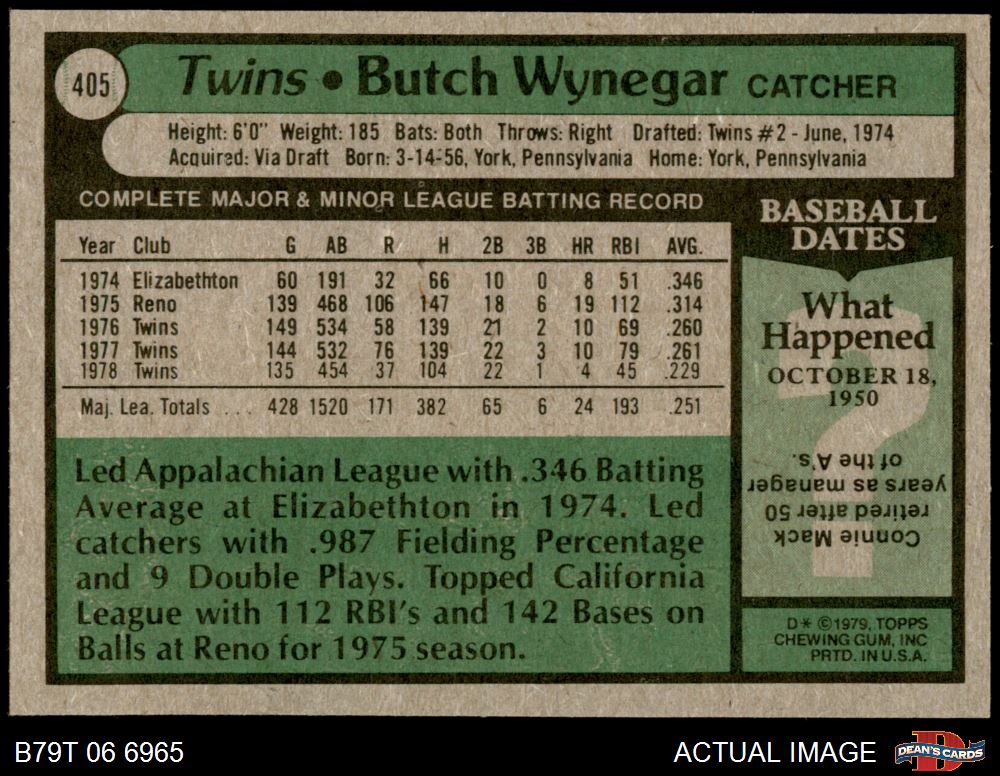 405
Twins • Butch Wynegar CATCHER
Height: 6'0" Weight: 185 Bats: Both Throws: Right Drafted: Twins #2 - June, 1974
Acquired: Via Draft Born: 3-14-56, York, Pennsylvania Home: York, Pennsylvania
COMPLETE MAJOR & MINOR LEAGUE BATTING RECORD
Year Club G AB R H 2B 3B HR RBI AVG.
1974 Elizabethton 60 191 32 66 10 0 8 51 .346
1975 Reno 139 468 106 147 18 6 19 112 .314
1976 Twins 149 534 58 139 21 2 10 69 .260
1977 Twins 144 532 76 139 22 3 10 79 .261
1978 Twins 135 454 37 104 22 1 4 45 .229
Maj. Lea. Totals . . . 428 1520 171 382 65 6 24 193 .251
Led Appalachian League with .346 Batting
Average at Elizabethton in 1974. Led
catchers with .987 Fielding Percentage
and 9 Double Plays. Topped California
League with 112 RBI's and 142 Bases on
Balls at Reno for 1975 season.
BASEBALL
DATES
What
Happened
OCTOBER 18,
1950
Connie Mack
retired after 50
years as manager
of the A's.
D* ©1979, TOPPS
CHEWING GUM, INC
PRTD. IN U.S.A.
B79T 06 6965
ACTUAL IMAGE
DEAN'S CARDS